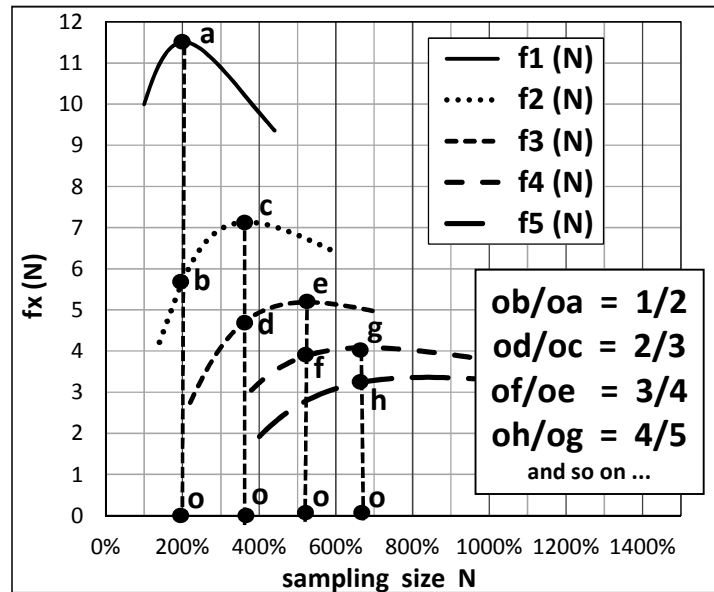 12
11
10
9
8
7
6
5
4
3
2
1
0
fx (N)
a
b
c
d
e
f
g
h
o
o
o
o
f1 (N)
f2 (N)
f3 (N)
f4 (N)
f5 (N)
ob/oa = 1/2
od/oc = 2/3
of/oe = 3/4
oh/og = 4/5
and so on ...
0% 200% 400% 600% 800% 1000% 1200% 1400%
sampling size N